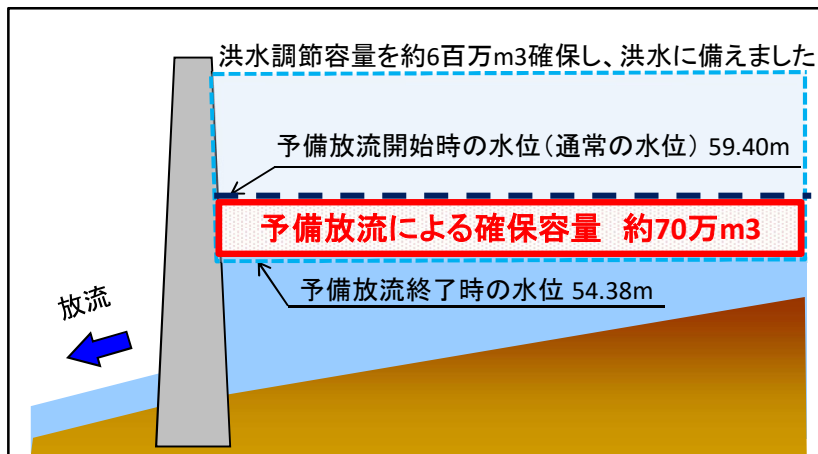 洪水調節容量を約6百万m3確保し、洪水に備えました
予備放流開始時の水位(通常の水位) 59.40m
予備放流による確保容量 約70万m3
予備放流終了時の水位 54.38m
放流